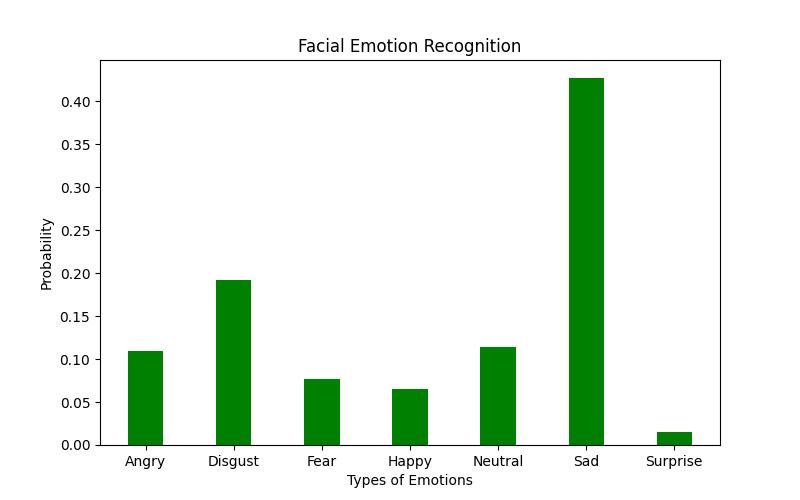 Facial Emotion Recognition
0.40
0.35
0.30
0.25
0.20
0.15
0.10
0.05
0.00
Probability
Angry Disgust Fear Happy Neutral Sad Surprise
Types of Emotions